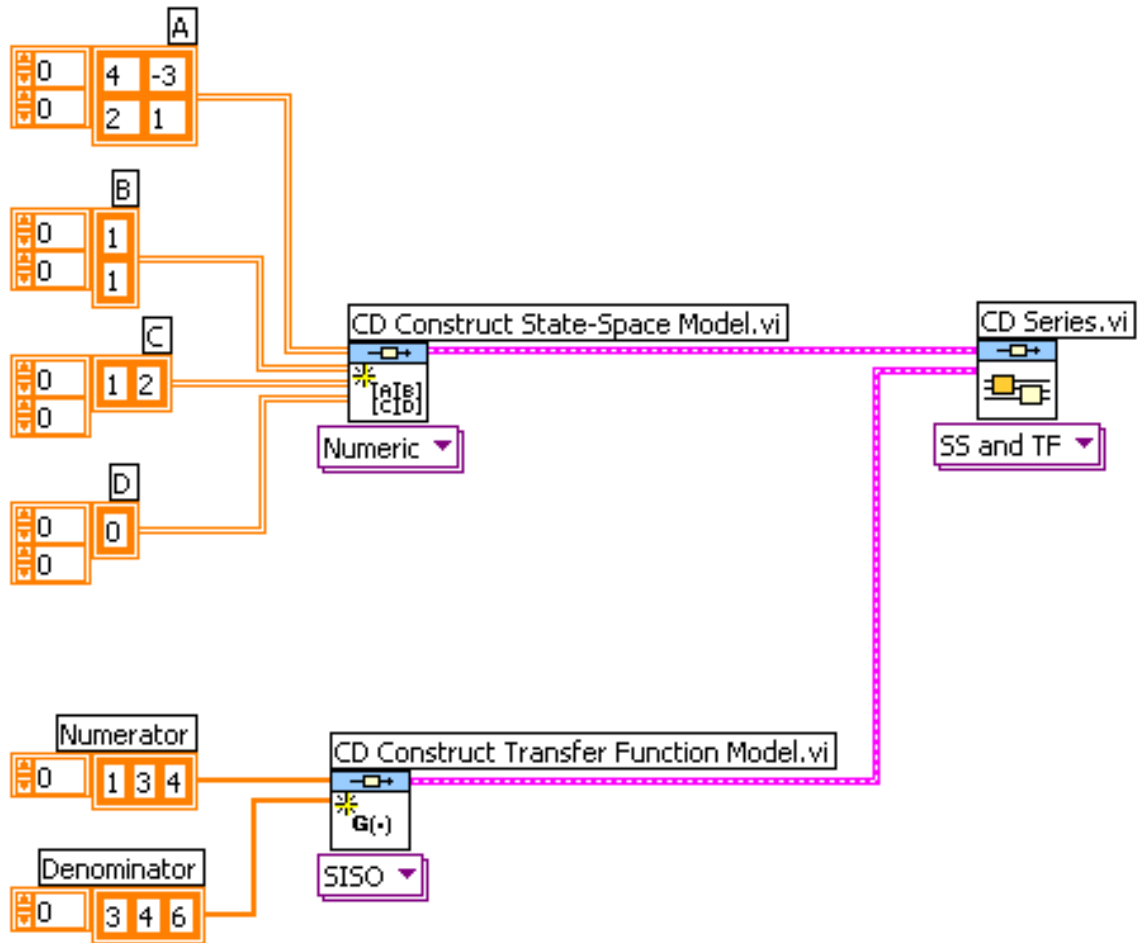 A
0
0
4 -3
2 1
B
0
0
1
1
C
0
0
1 2
D
0
0
0
CD Construct State-Space Model.vi
[A|B]
[C|D]
Numeric
CD Series.vi
SS and TF
Numerator
0
1 3 4
Denominator
0
3 4 6
CD Construct Transfer Function Model.vi
G(·)
SISO